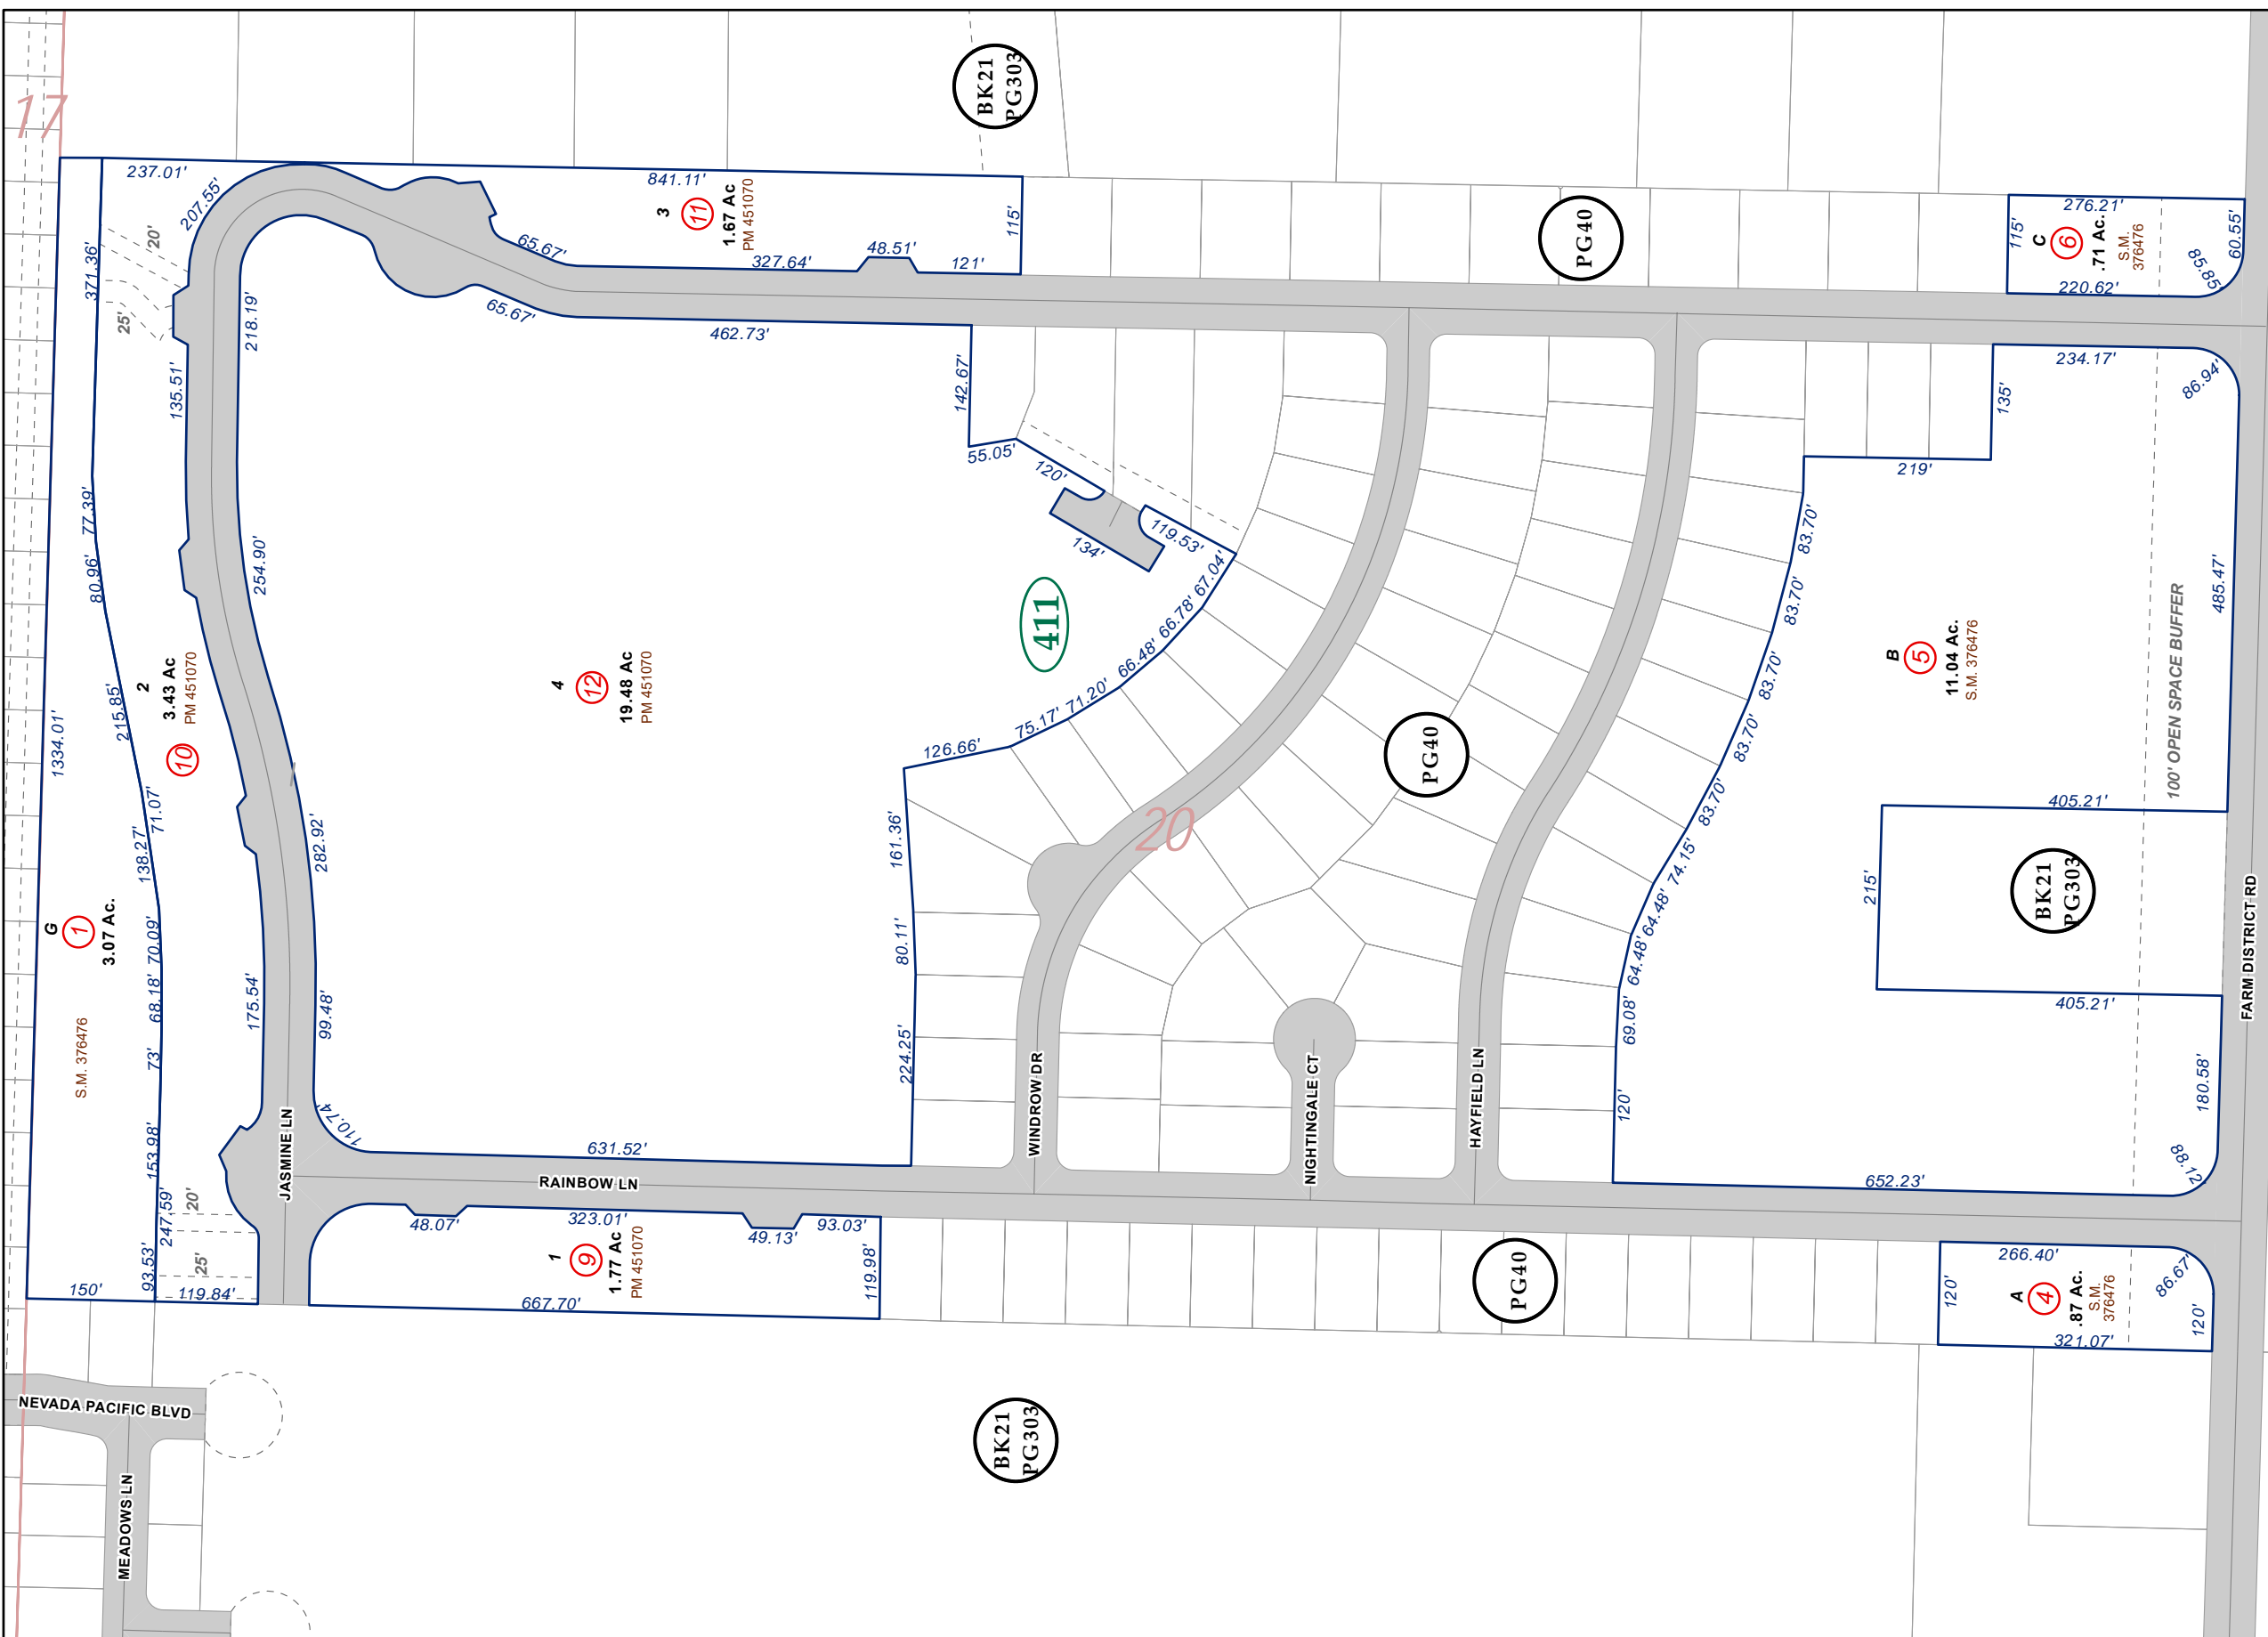 17
BK21
PG303
237.01'
207.55'
20'
371.36'
25'
218.19'
135.51'
841.11'
3
11
1.67 Ac
PM 451070
115'
65.67'
327.64'
48.51'
121'
65.67'
462.73'
142.67'
55.05'
120'
134'
119.53'
67.04'
66.78'
66.48'
71.20'
75.17'
126.66'
161.36'
80.11'
224.25'
PG40
276.21'
115'
C
6
.71 Ac.
S.M.
376476
60.55'
85.85'
220.62'
234.17'
86.94'
135'
219'
83.70'
83.70'
83.70'
83.70'
83.70'
74.15'
64.48'
64.48'
69.08'
120'
485.47'
100' OPEN SPACE BUFFER
B
5
11.04 Ac.
S.M. 376476
405.21'
215'
BK21
PG303
405.21'
180.58'
88.12'
652.23'
FARM DISTRICT RD
77.39'
80.96'
254.90'
215.85'
2
3.43 Ac
PM 451070
10
1334.01'
71.07'
138.27'
282.92'
4
12
19.48 Ac
PM 451070
411
PG40
20
G
1
3.07 Ac.
S.M. 376476
70.09'
68.18'
73'
175.54'
99.48'
153.98'
110.74'
JASMINE LN
631.52'
RAINBOW LN
WINDROW DR
NIGHTINGALE CT
HAYFIELD LN
247.59'
20'
25'
93.53'
150'
119.84'
48.07'
323.01'
49.13'
93.03'
1
9
1.77 Ac
PM 451070
119.98'
667.70'
PG40
266.40'
120'
A
4
.87 Ac.
S.M.
376476
86.67'
120'
321.07'
NEVADA PACIFIC BLVD
MEADOWS LN
BK21
PG303